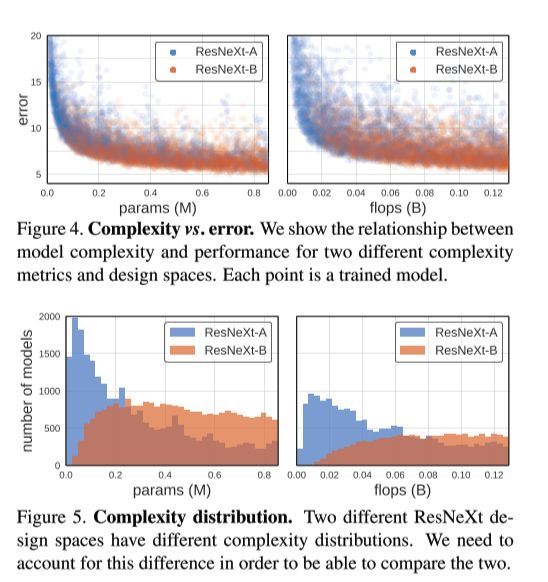 20
15
10
5
error
ResNeXt-A
ResNeXt-B
0.0 0.2 0.4 0.6 0.8
params (M)
ResNeXt-A
ResNeXt-B
0.00 0.02 0.04 0.06 0.08 0.10 0.12
flops (B)
Figure 4. Complexity vs. error. We show the relationship between
model complexity and performance for two different complexity
metrics and design spaces. Each point is a trained model.
2000
1500
1000
500
0
number of models
ResNeXt-A
ResNeXt-B
0.0 0.2 0.4 0.6 0.8
params (M)
ResNeXt-A
ResNeXt-B
0.00 0.02 0.04 0.06 0.08 0.10 0.12
flops (B)
Figure 5. Complexity distribution. Two different ResNeXt de-
sign spaces have different complexity distributions. We need to
account for this difference in order to be able to compare the two.